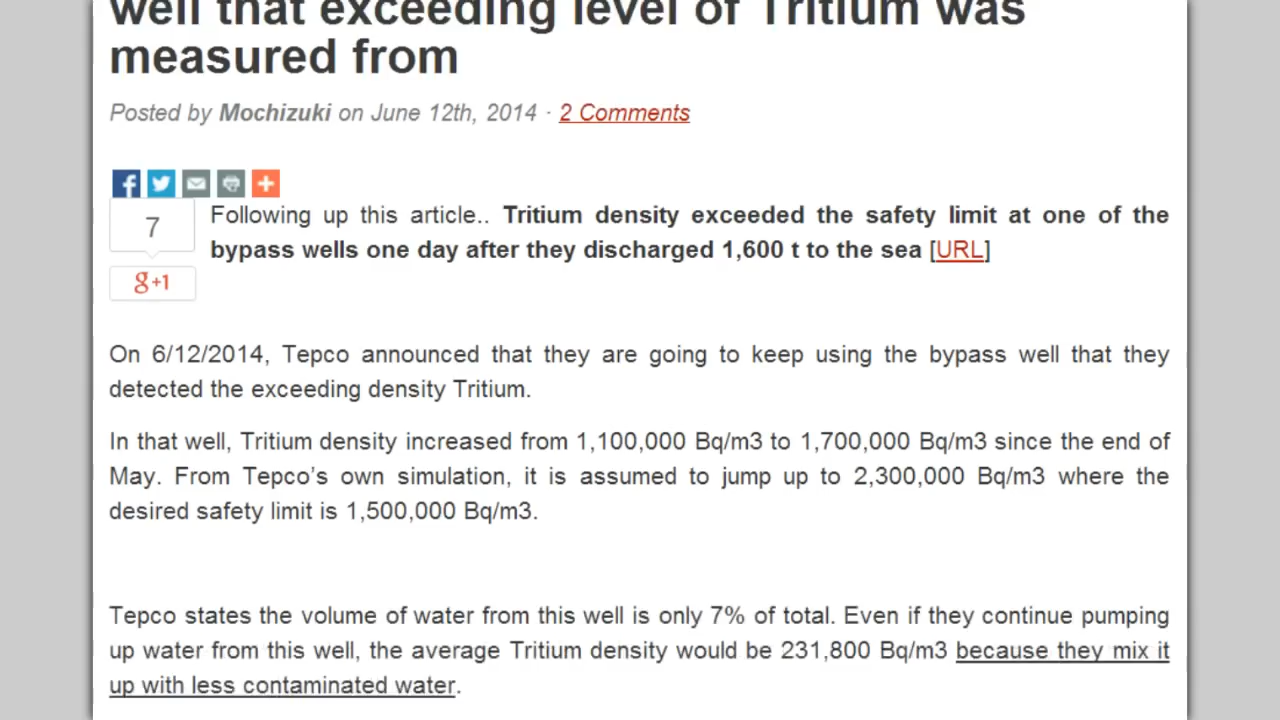 well that exceeding level of Tritium was
measured from
Posted by Mochizuki on June 12th, 2014 · 2 Comments
7
g+1
Following up this article.. Tritium density exceeded the safety limit at one of the
bypass wells one day after they discharged 1,600 t to the sea [URL]
On 6/12/2014, Tepco announced that they are going to keep using the bypass well that they
detected the exceeding density Tritium.
In that well, Tritium density increased from 1,100,000 Bq/m3 to 1,700,000 Bq/m3 since the end of
May. From Tepco’s own simulation, it is assumed to jump up to 2,300,000 Bq/m3 where the
desired safety limit is 1,500,000 Bq/m3.
Tepco states the volume of water from this well is only 7% of total. Even if they continue pumping
up water from this well, the average Tritium density would be 231,800 Bq/m3 because they mix it
up with less contaminated water.